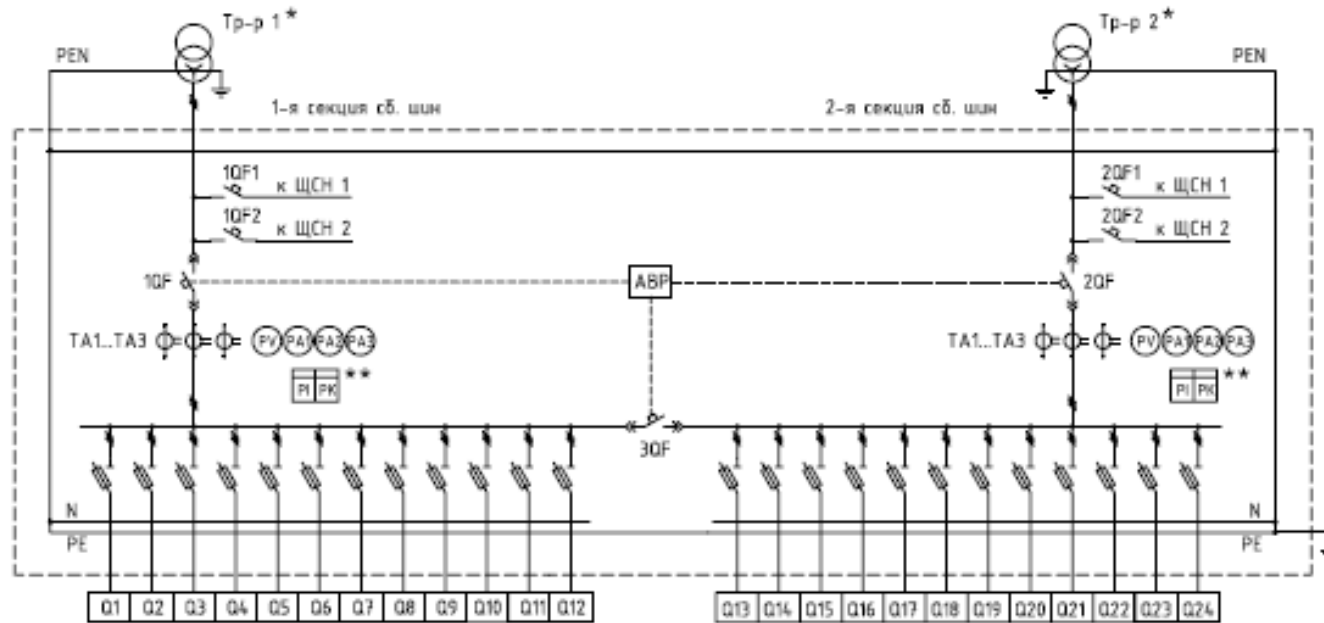 Тр-р 1*
Тр-р 2*
PEN
PEN
1-я секция сб. шин
2-я секция сб. шин
1QF1 к ЩСН 1
2QF1 к ЩСН 1
1QF2 к ЩСН 2
2QF2 к ЩСН 2
1QF
АВР
2QF
TA1...TA3 PV PA1 PA2 PA3
TA1...TA3 PV PA1 PA2 PA3
PI PK **
PI PK **
3QF
N
N
PE
PE
Q1 Q2 Q3 Q4 Q5 Q6 Q7 Q8 Q9 Q10 Q11 Q12
Q13 Q14 Q15 Q16 Q17 Q18 Q19 Q20 Q21 Q22 Q23 Q24